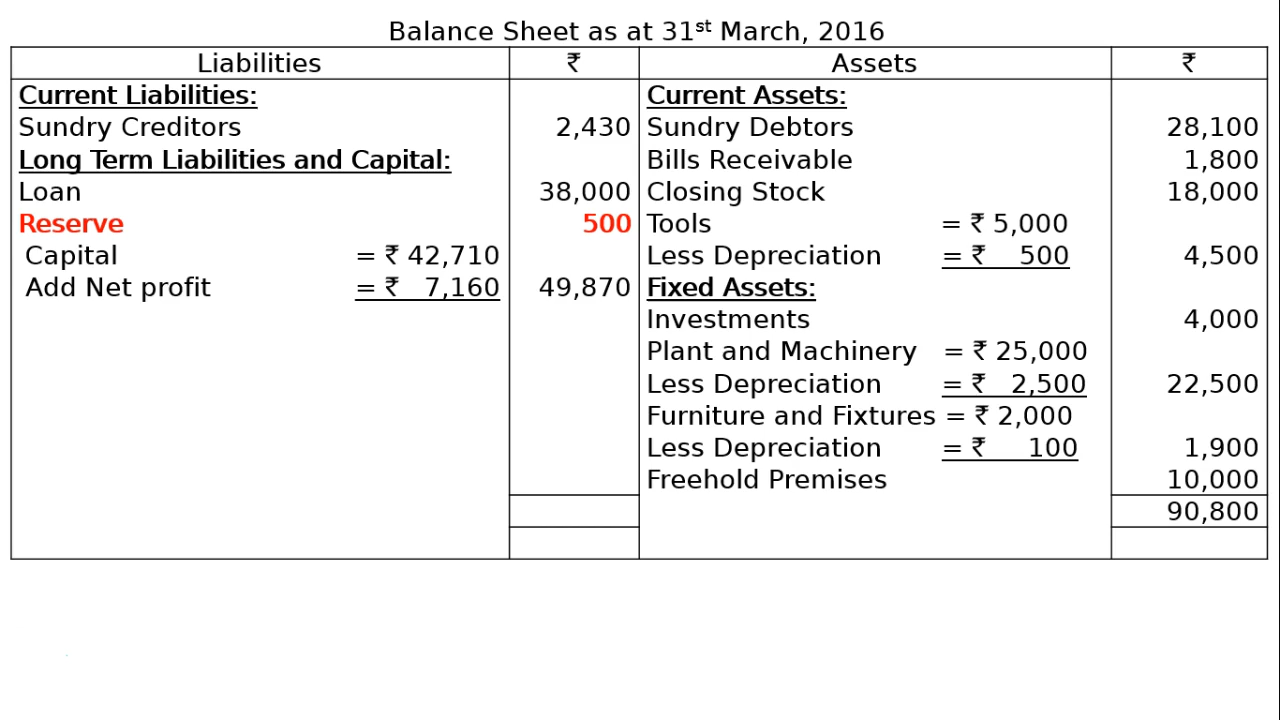 Balance Sheet as at 31st March, 2016
Liabilities ₹ Assets ₹
Current Liabilities: Current Assets:
Sundry Creditors 2,430 Sundry Debtors 28,100
Long Term Liabilities and Capital: Bills Receivable 1,800
Loan 38,000 Closing Stock 18,000
Reserve 500 Tools = ₹ 5,000
Capital = ₹ 42,710 Less Depreciation = ₹ 500 4,500
Add Net profit = ₹ 7,160 49,870 Fixed Assets:
Investments 4,000
Plant and Machinery = ₹ 25,000
Less Depreciation = ₹ 2,500 22,500
Furniture and Fixtures = ₹ 2,000
Less Depreciation = ₹ 100 1,900
Freehold Premises 10,000
90,800